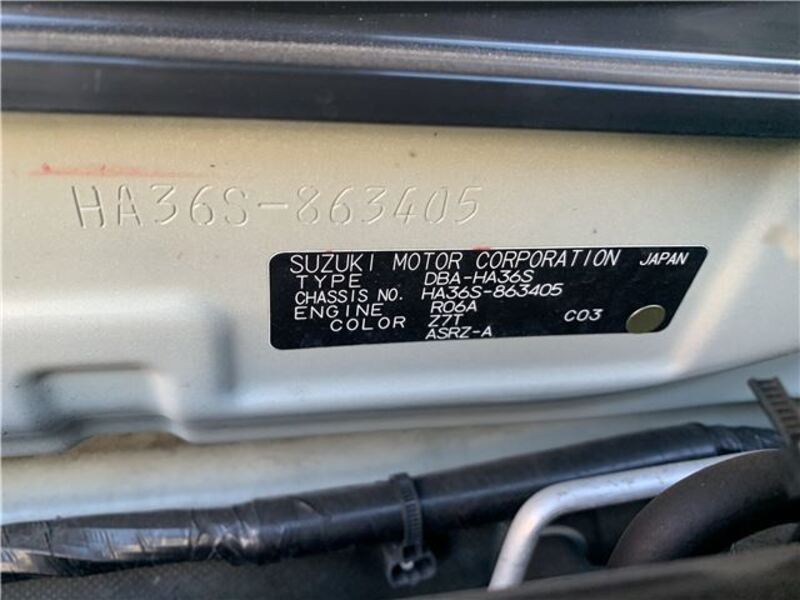 HA36S-863405
SUZUKI MOTOR CORPORATION JAPAN
TYPE DBA-HA36S
CHASSIS NO. HA36S-863405
ENGINE R06A
COLOR Z7T C03
ASRZ-A